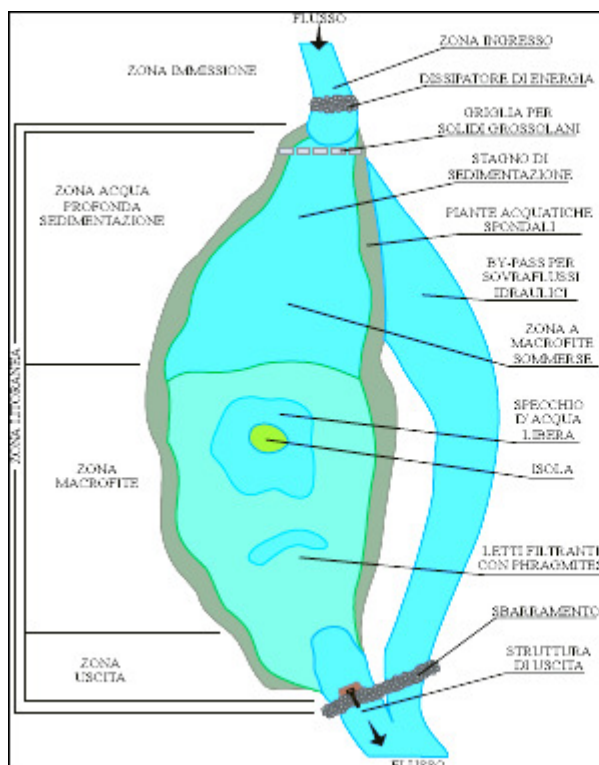 FLUSSO
ZONA INGRESSO
ZONA IMMISSIONE
DISSIPATORE DI ENERGIA
GRIGLIA PER
SOLIDI GROSSOLANI
STAGNO DI
SEDIMENTAZIONE
ZONA ACQUA
PROFONDA
SEDIMENTAZIONE
PIANTE ACQUATICHE
SPONDALI
BY-PASS PER
SOVRAFLUSSI
IDRAULICI
ZONA A
MACROFITE
SOMMERSE
ZONA LITORANEA
SPECCHIO
D'ACQUA
LIBERA
ISOLA
ZONA
MACROFITE
LETTI FILTRANTI
CON PHRAGMITES
SBARRAMENTO
ZONA
USCITA
STRUTTURA
DI USCITA
FLUSSO